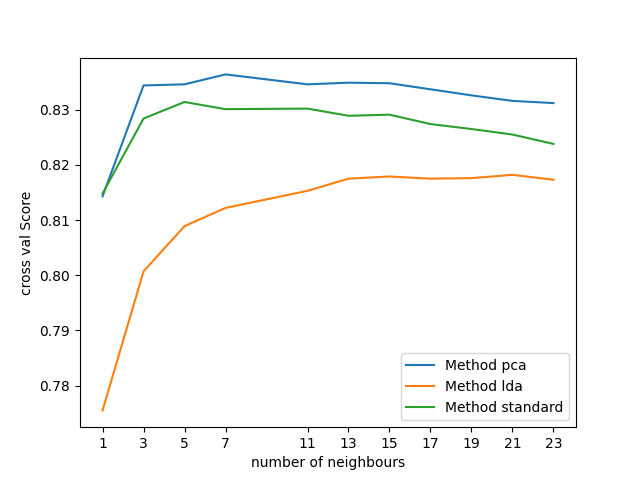 0.83
0.82
0.81
0.80
0.79
0.78
cross val Score
1 3 5 7 11 13 15 17 19 21 23
number of neighbours
Method pca
Method lda
Method standard